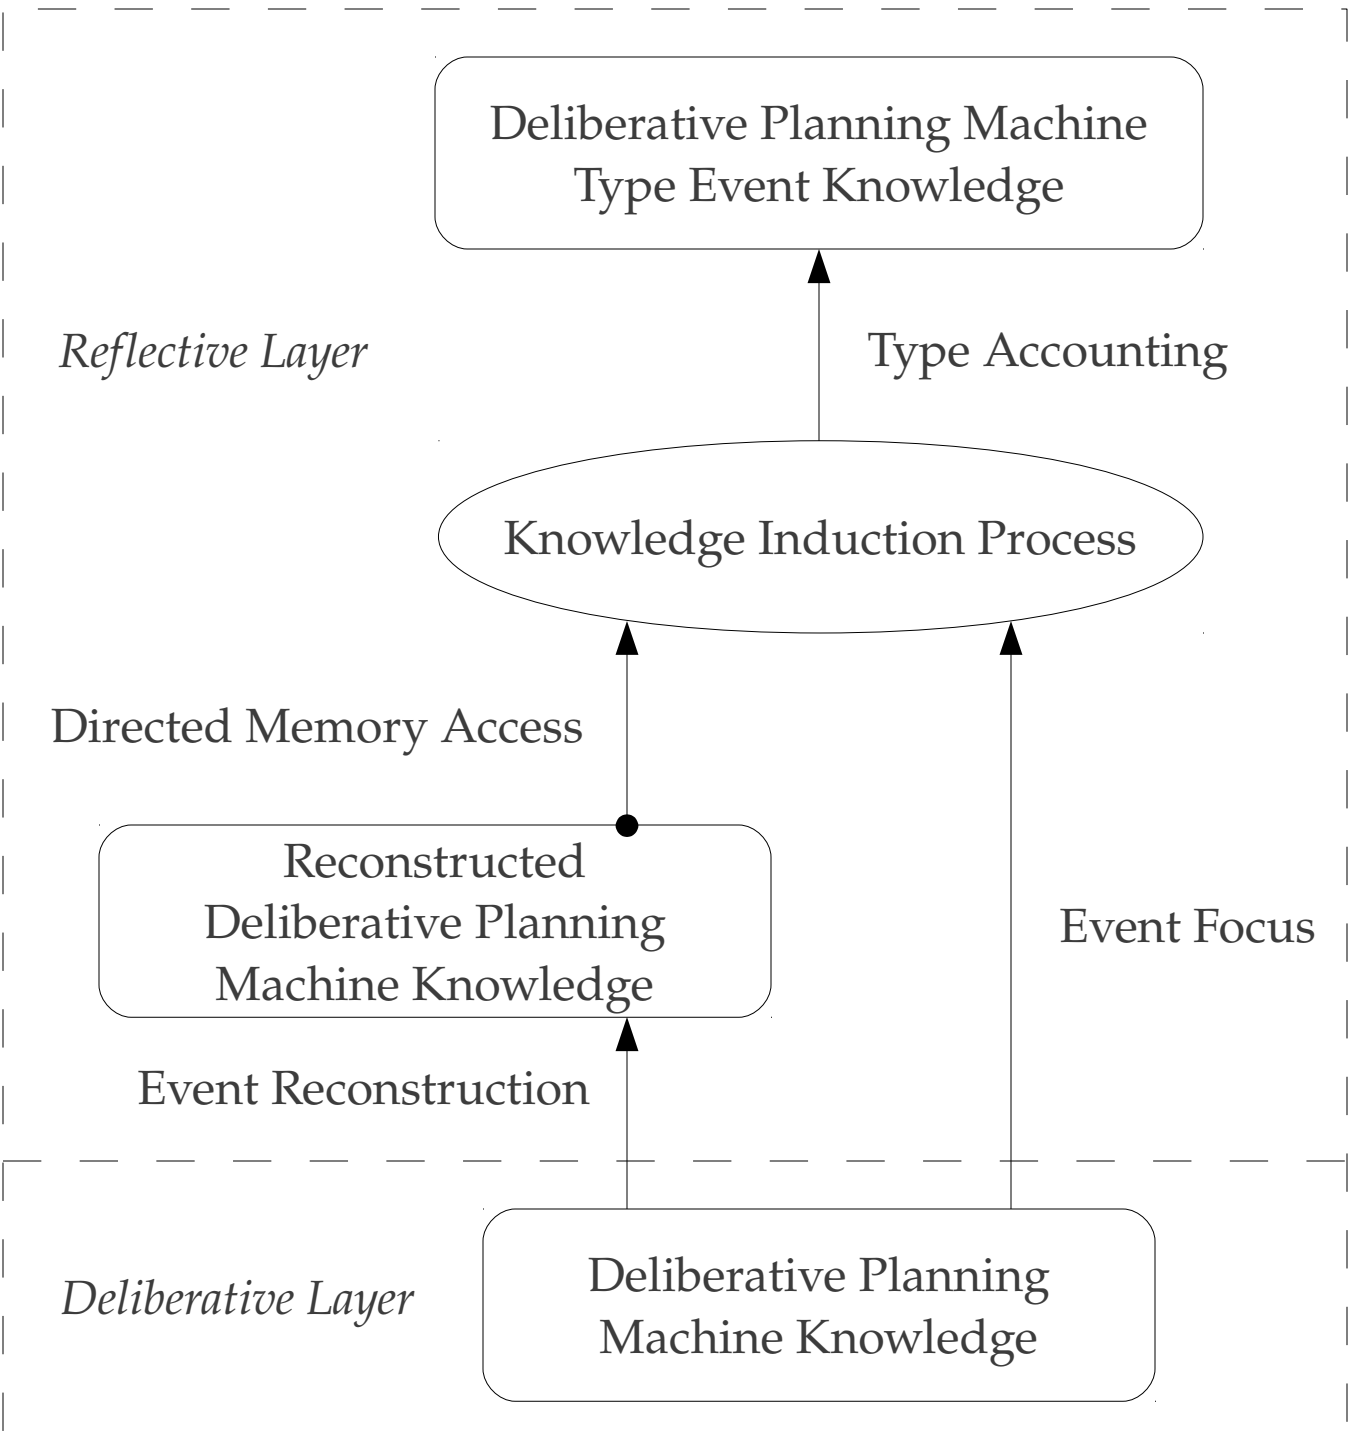 Deliberative Planning Machine
Type Event Knowledge
Reflective Layer
Type Accounting
Knowledge Induction Process
Directed Memory Access
Reconstructed
Deliberative Planning
Machine Knowledge
Event Focus
Event Reconstruction
Deliberative Planning
Machine Knowledge
Deliberative Layer